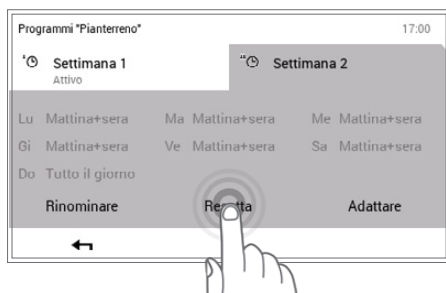 Programmi "Pianterreno" 17:00
Settimana 1 Settimana 2
Attivo
Lu Mattina+sera Ma Mattina+sera Me Mattina+sera
Gi Mattina+sera Ve Mattina+sera Sa Mattina+sera
Do Tutto il giorno
Rinominare Resetta Adattare